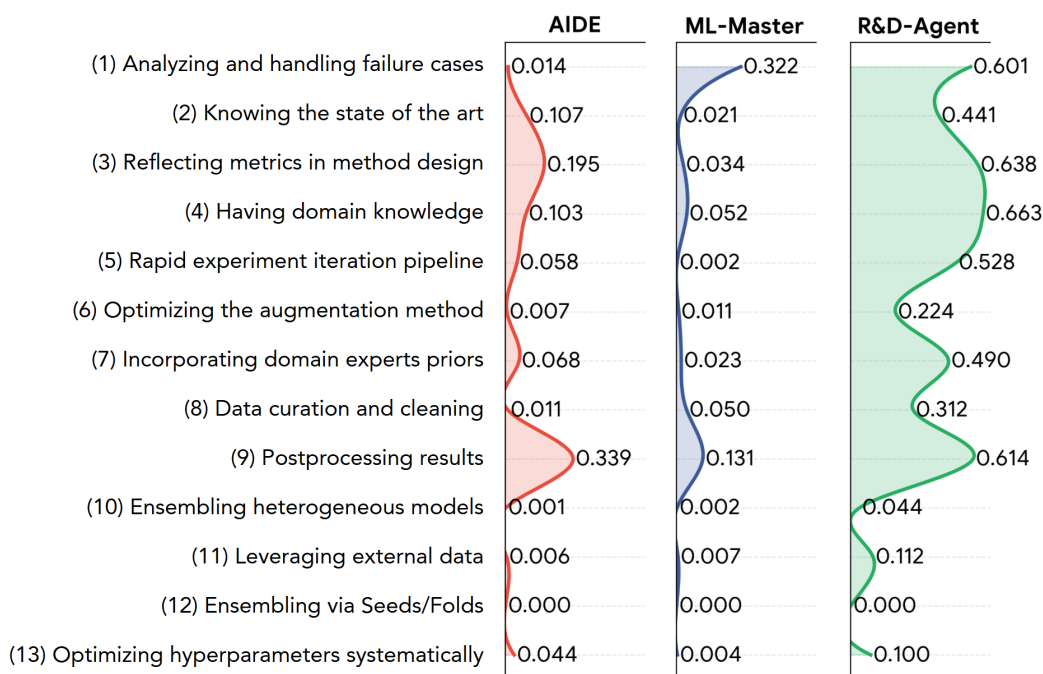 AIDE ML-Master R&D-Agent
(1) Analyzing and handling failure cases 0.014 0.322 0.601
(2) Knowing the state of the art 0.107 0.021 0.441
(3) Reflecting metrics in method design 0.195 0.034 0.638
(4) Having domain knowledge 0.103 0.052 0.663
(5) Rapid experiment iteration pipeline 0.058 0.002 0.528
(6) Optimizing the augmentation method 0.007 0.011 0.224
(7) Incorporating domain experts priors 0.068 0.023 0.490
(8) Data curation and cleaning 0.011 0.050 0.312
(9) Postprocessing results 0.339 0.131 0.614
(10) Ensembling heterogeneous models 0.001 0.002 0.044
(11) Leveraging external data 0.006 0.007 0.112
(12) Ensembling via Seeds/Folds 0.000 0.000 0.000
(13) Optimizing hyperparameters systematically 0.044 0.004 0.100